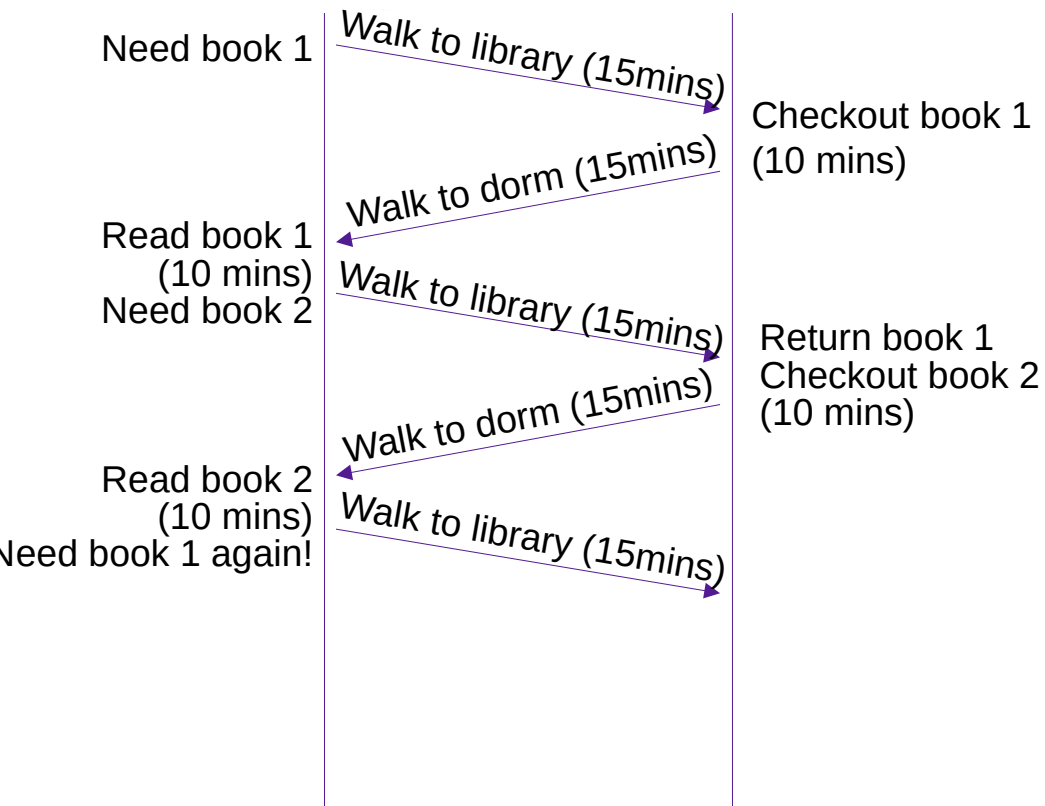 Need book 1
Walk to library (15mins)
Checkout book 1
(10 mins)
Walk to dorm (15mins)
Read book 1
(10 mins)
Need book 2
Walk to library (15mins)
Return book 1
Checkout book 2
(10 mins)
Walk to dorm (15mins)
Read book 2
(10 mins)
Need book 1 again!
Walk to library (15mins)